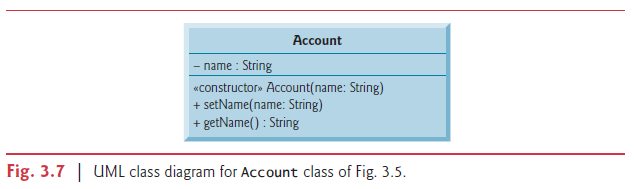 Account
– name : String
«constructor» Account(name: String)
+ setName(name: String)
+ getName() : String
Fig. 3.7 | UML class diagram for Account class of Fig. 3.5.